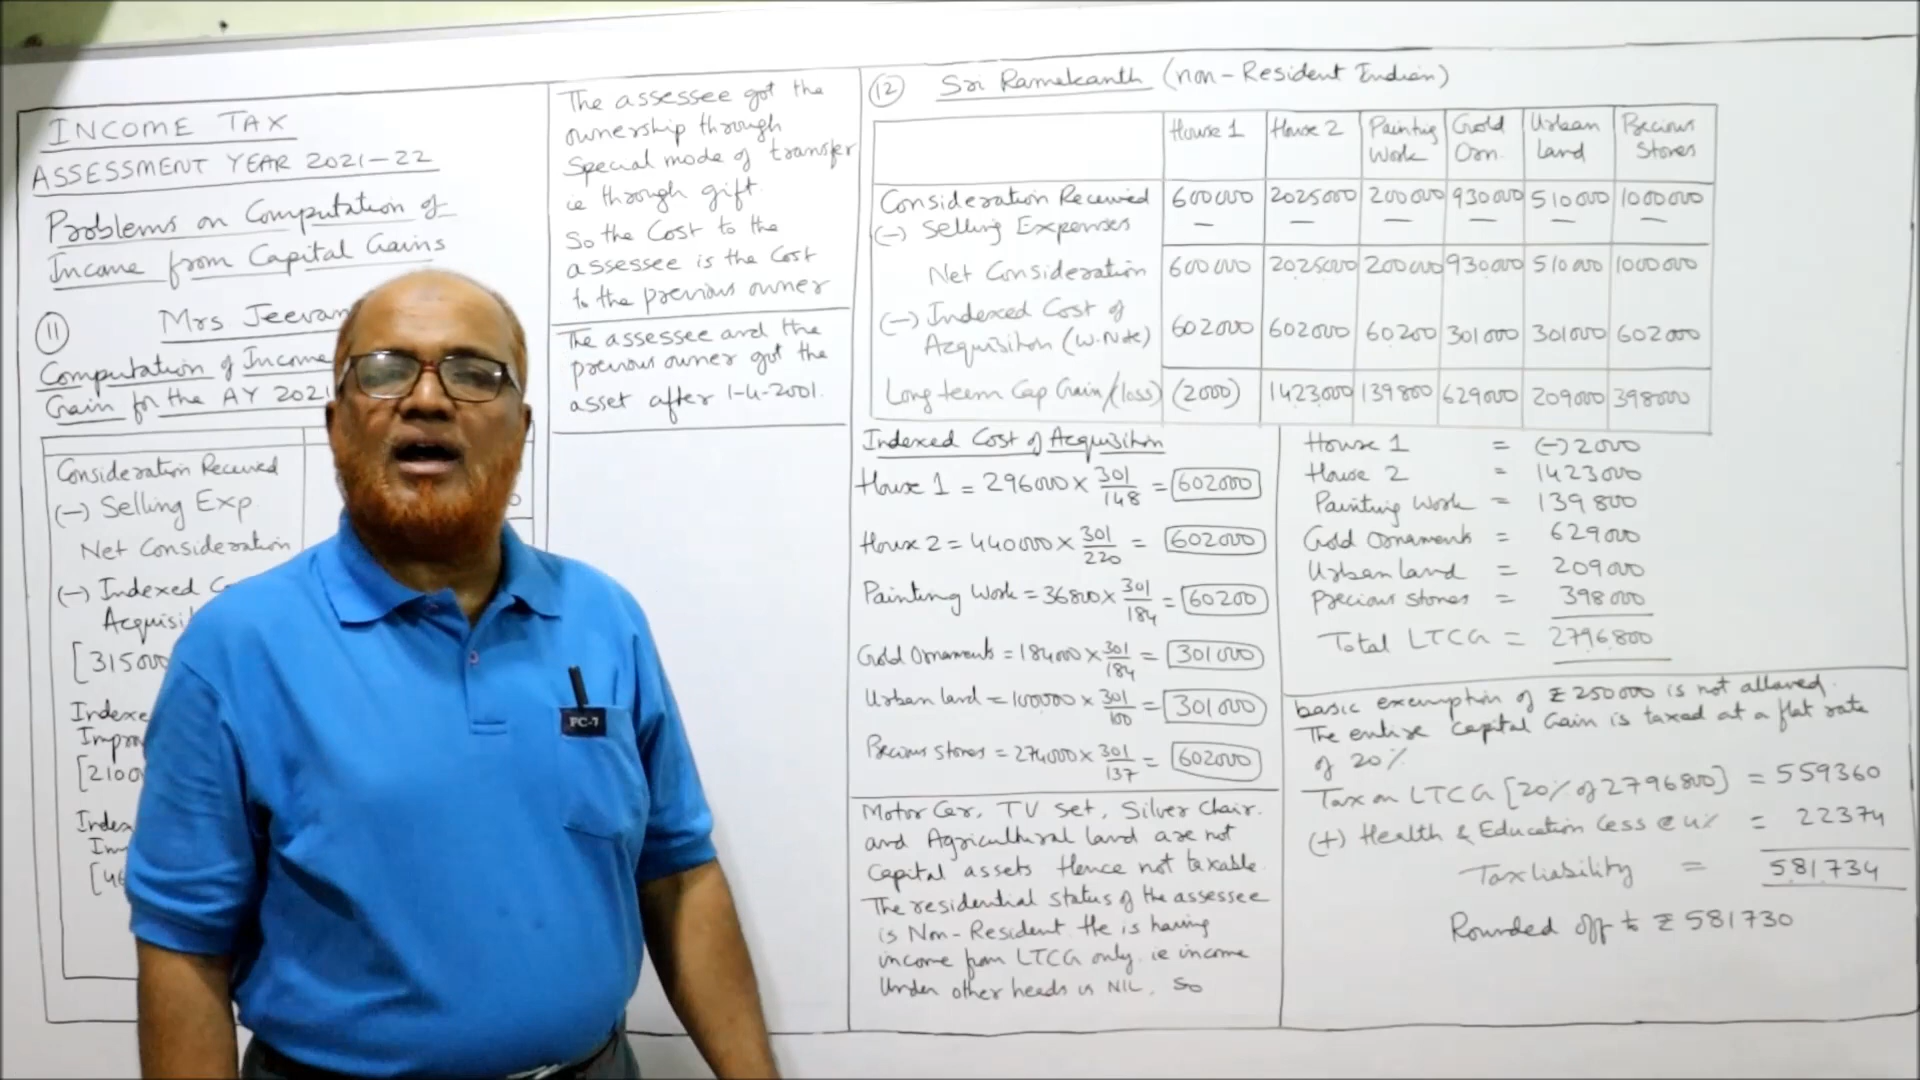 INCOME TAX
ASSESSMENT YEAR 2021-22
Problems on Computation of
Income from Capital Gains
11 Mrs Jeevan
Computation of Income
Gain for the AY 2021
Consideration Received
(-) Selling Exp
Net Consideration
(-) Indexed
Acquisi
[315000
Indexe
Impro
[2100
Index
Im
[46
The assessee got the
ownership through
Special mode of transfer
ie through gift.
So the Cost to the
assessee is the Cost
to the previous owner
The assessee and the
previous owner got the
asset after 1-4-2001.
12 Sri Ramakanth (non-Resident Indian)
House 1 House 2 Painting Work Gold Orn. Urban Land Precious Stones
Consideration Received 600000 2025000 200000 930000 510000 1000000
(-) Selling Expenses — — — — — —
Net Consideration 600000 2025000 200000 930000 510000 1000000
(-) Indexed Cost of
Acquisition (W.Note) 602000 602000 60200 301000 301000 602000
Long term Cap Gain/(loss) (2000) 1423000 139800 629000 209000 398000
Indexed Cost of Acquisition
House 1 = 296000 × 301/148 = 602000
House 2 = 440000 × 301/220 = 602000
Painting Work = 36800 × 301/184 = 60200
Gold Ornaments = 184000 × 301/184 = 301000
Urban land = 100000 × 301/100 = 301000
Precious stones = 274000 × 301/137 = 602000
Motor Car, TV set, Silver Chair.
and Agricultural land are not
Capital assets Hence not taxable.
The residential status of the assessee
is Non-Resident. He is having
income from LTCG only. ie income
Under other heads is NIL. So
House 1 = (-) 2000
House 2 = 1423000
Painting Work = 139800
Gold Ornaments = 629000
Urban land = 209000
Precious stones = 398000
Total LTCG = 2796800
basic exemption of ₹ 250000 is not allowed.
The entire Capital Gain is taxed at a flat rate
of 20%
Tax on LTCG [20% of 2796800] = 559360
(+) Health & Education Cess @ 4% = 22374
Tax liability = 581734
Rounded off to ₹ 581730
FC-7